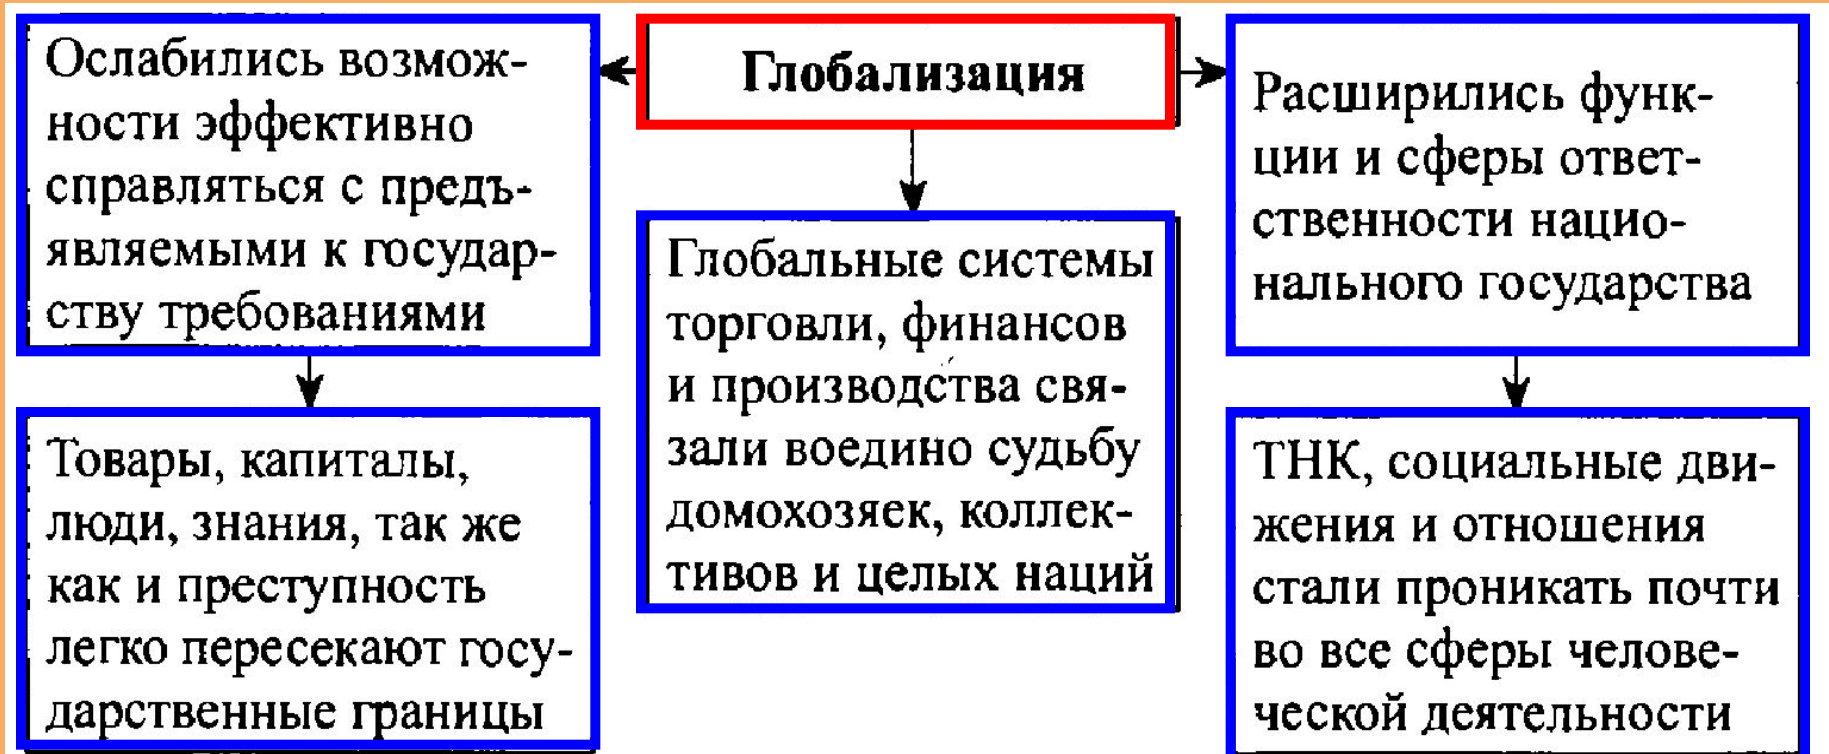 Глобализация
Ослабились возмож-
ности эффективно
справляться с предъ-
являемыми к государ-
ству требованиями
Товары, капиталы,
люди, знания, так же
как и преступность
легко пересекают госу-
дарственные границы
Глобальные системы
торговли, финансов
и производства свя-
зали воедино судьбу
домохозяек, коллек-
тивов и целых наций
Расширились функ-
ции и сферы ответ-
ственности нацио-
нального государства
ТНК, социальные дви-
жения и отношения
стали проникать почти
во все сферы челове-
ческой деятельности